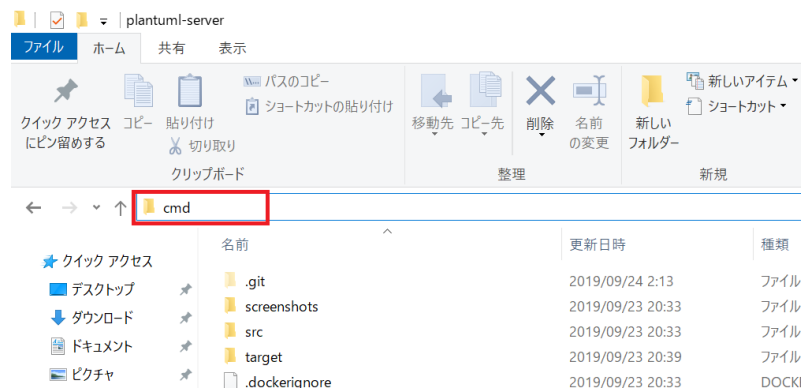 plantuml-server
ファイル ホーム 共有 表示
クイック アクセス
にピン留めする
コピー
貼り付け
パスのコピー
ショートカットの貼り付け
切り取り
クリップボード
移動先
コピー先
削除
名前
の変更
整理
新しい
フォルダー
新しいアイテム
ショートカット
新規
cmd
名前 更新日時 種類
クイック アクセス
デスクトップ
ダウンロード
ドキュメント
ピクチャ
.git 2019/09/24 2:13 ファイル
screenshots 2019/09/23 20:33 ファイル
src 2019/09/23 20:33 ファイル
target 2019/09/23 20:39 ファイル
.dockerignore 2019/09/23 20:33 DOCK